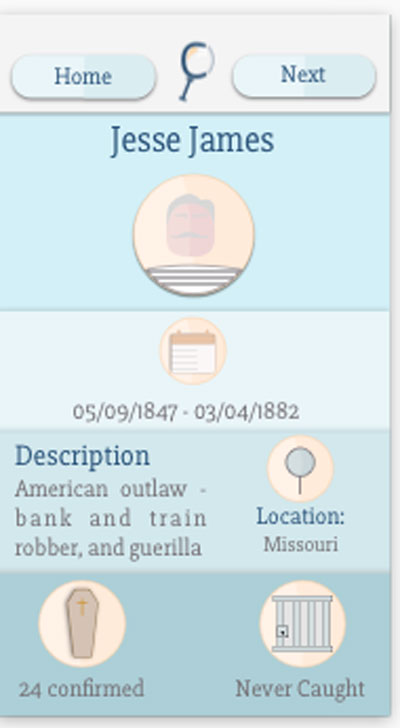 Home
Next
Jesse James
05/09/1847 - 03/04/1882
Description
American outlaw -
bank and train
robber, and guerilla
Location:
Missouri
24 confirmed
Never Caught